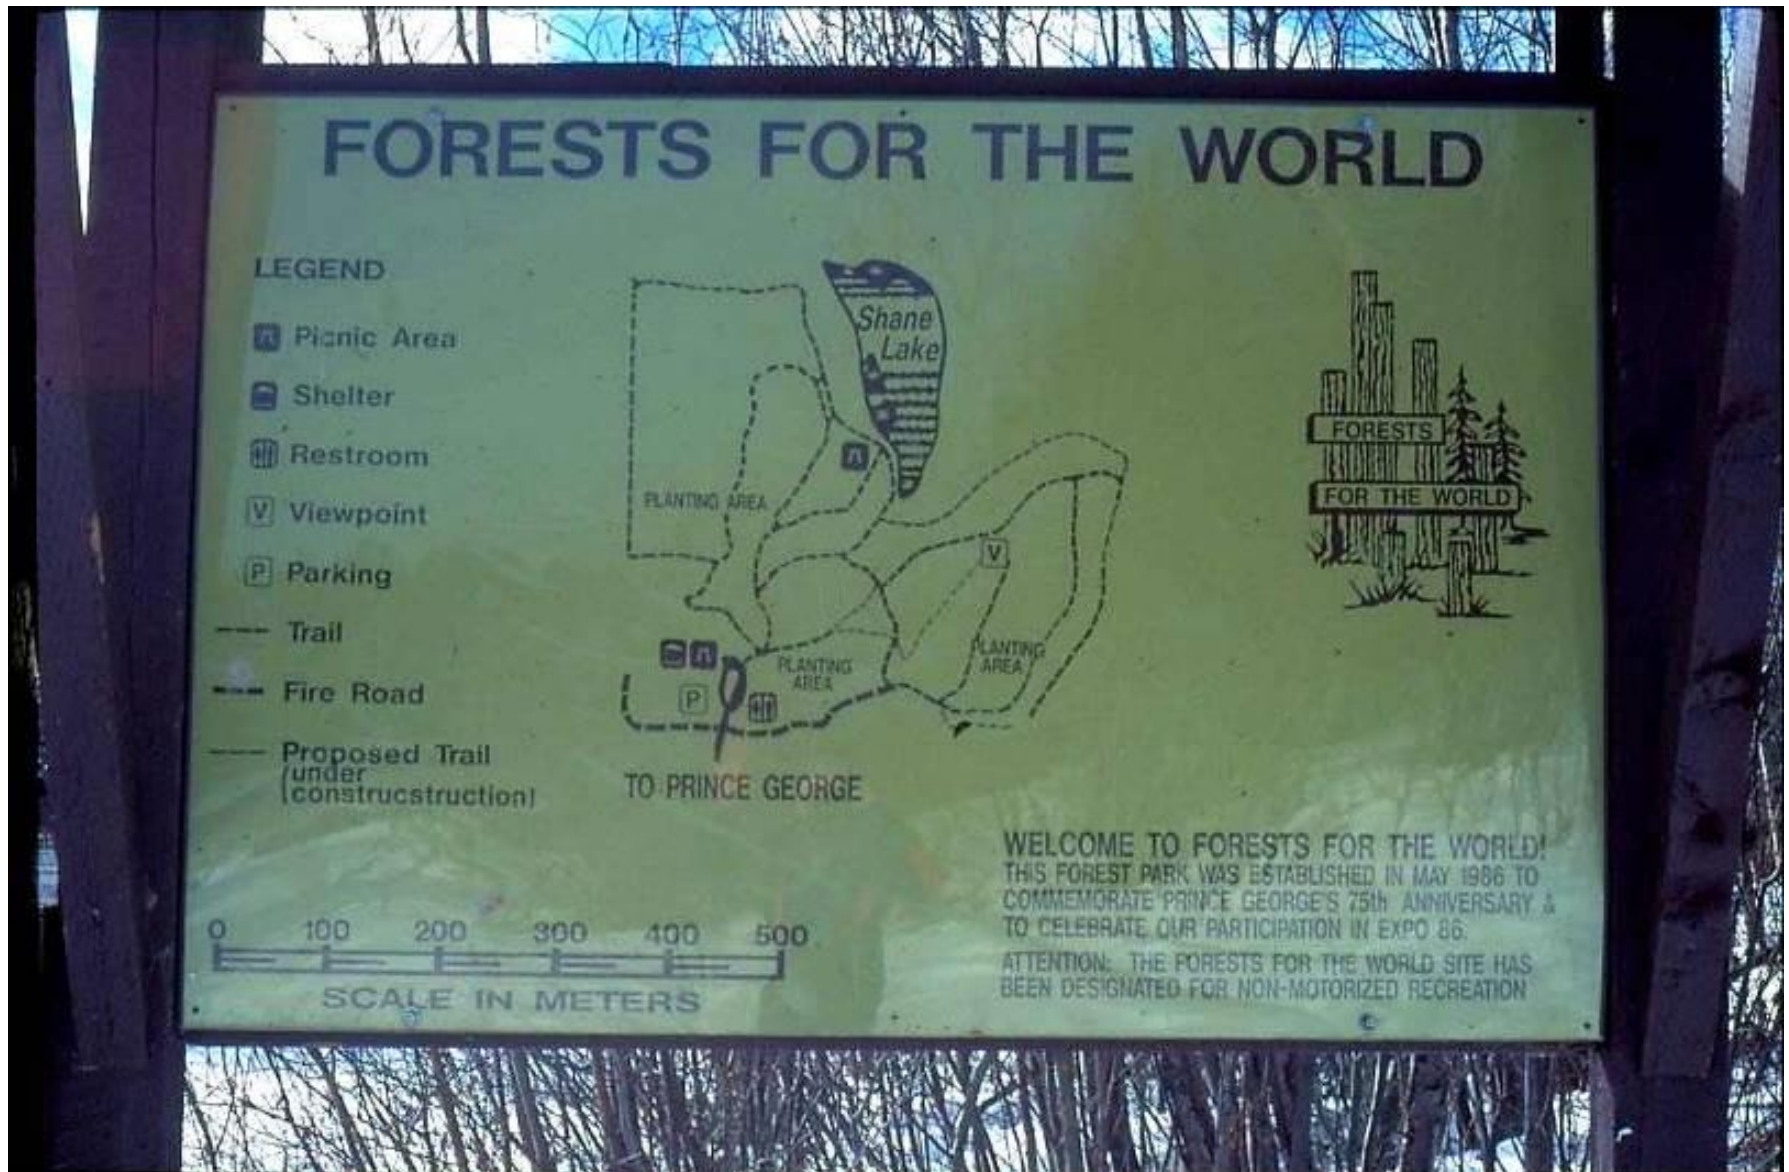 FORESTS FOR THE WORLD
LEGEND
Picnic Area
Shelter
Restroom
V Viewpoint
P Parking
Trail
Fire Road
Proposed Trail
(under
construcstruction)
Shane
Lake
PLANTING AREA
V
PLANTING
AREA
PLANTING
AREA
P
TO PRINCE GEORGE
FORESTS
FOR THE WORLD
0 100 200 300 400 500
SCALE IN METERS
WELCOME TO FORESTS FOR THE WORLD!
THIS FOREST PARK WAS ESTABLISHED IN MAY 1986 TO
COMMEMORATE PRINCE GEORGE'S 75th ANNIVERSARY &
TO CELEBRATE OUR PARTICIPATION IN EXPO 86.
ATTENTION: THE FORESTS FOR THE WORLD SITE HAS
BEEN DESIGNATED FOR NON-MOTORIZED RECREATION